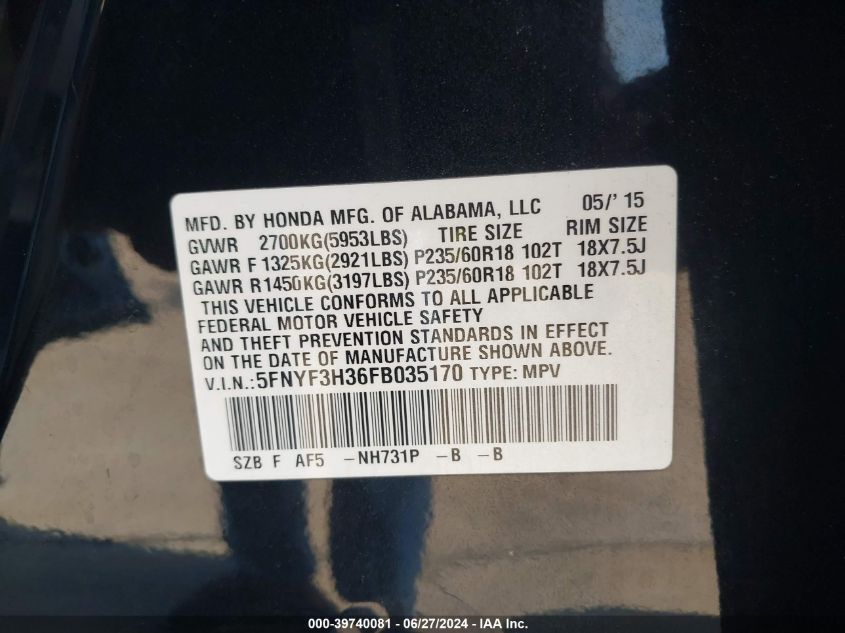 MFD. BY HONDA MFG. OF ALABAMA, LLC 05/' 15
GVWR 2700KG(5953LBS) TIRE SIZE RIM SIZE
GAWR F 1325KG(2921LBS) P235/60R18 102T 18X7.5J
GAWR R1450KG(3197LBS) P235/60R18 102T 18X7.5J
THIS VEHICLE CONFORMS TO ALL APPLICABLE
FEDERAL MOTOR VEHICLE SAFETY
AND THEFT PREVENTION STANDARDS IN EFFECT
ON THE DATE OF MANUFACTURE SHOWN ABOVE.
V.I.N.:5FNYF3H36FB035170 TYPE: MPV
SZB F AF5 -NH731P -B -B
000-39740081 - 06/27/2024 - IAA Inc.